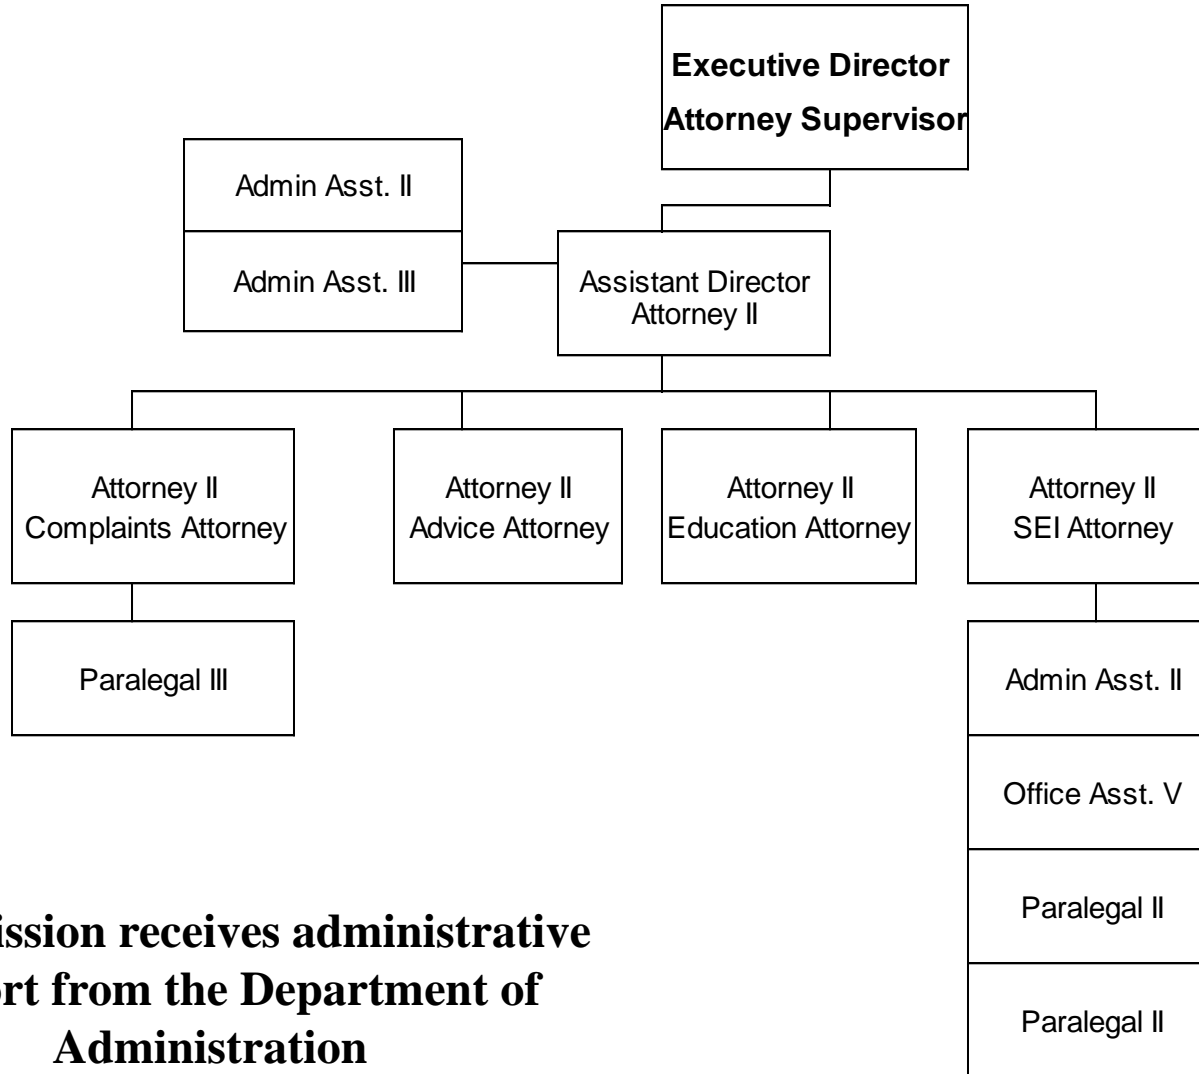 Executive Director
Attorney Supervisor
Admin Asst. II
Admin Asst. III
Assistant Director
Attorney II
Attorney II
Complaints Attorney
Attorney II
Advice Attorney
Attorney II
Education Attorney
Attorney II
SEI Attorney
Paralegal III
Admin Asst. II
Office Asst. V
Paralegal II
Paralegal II
receives administrative
from the Department of
Administration